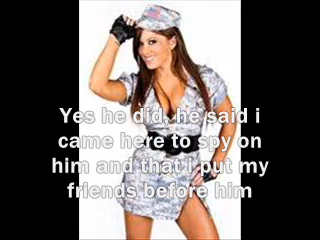 Yes he did, he said i
came here to spy on
him and that i put my
friends before him